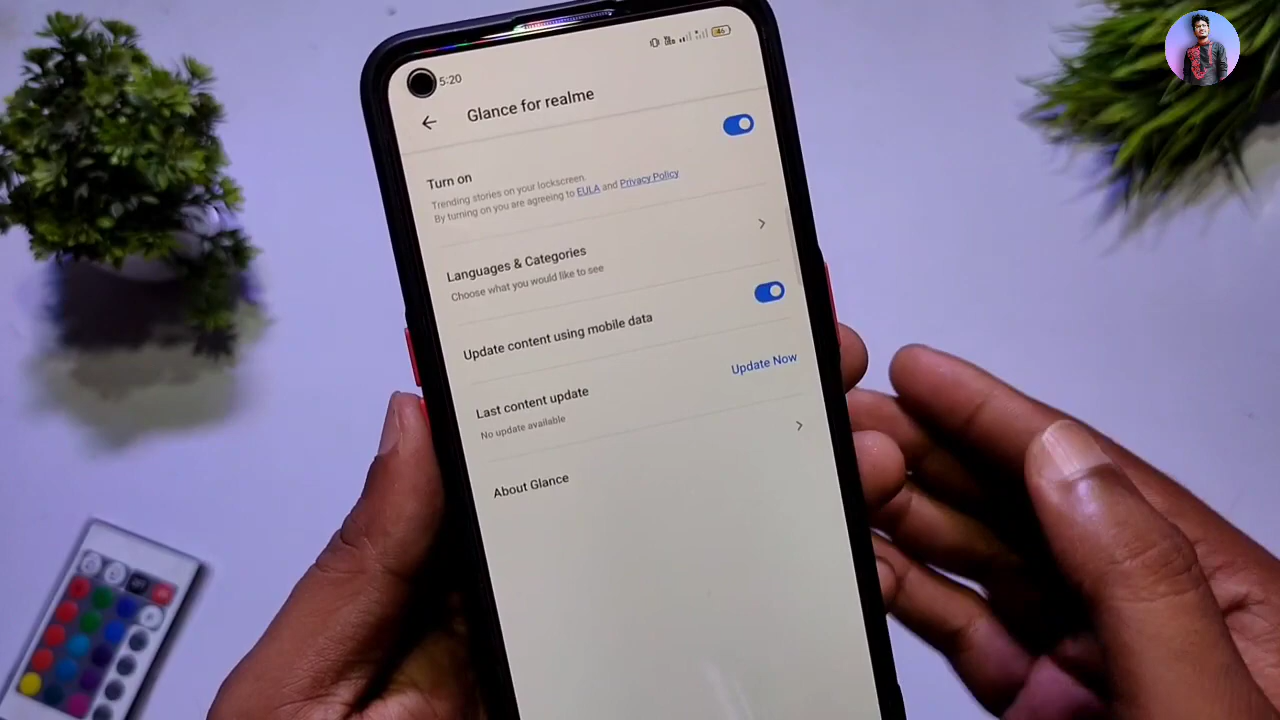 5:20
46
Glance for realme
Turn on
Trending stories on your lockscreen.
By turning on you are agreeing to EULA and Privacy Policy
Languages & Categories
Choose what you would like to see
Update content using mobile data
Last content update
Update Now
No update available
About Glance